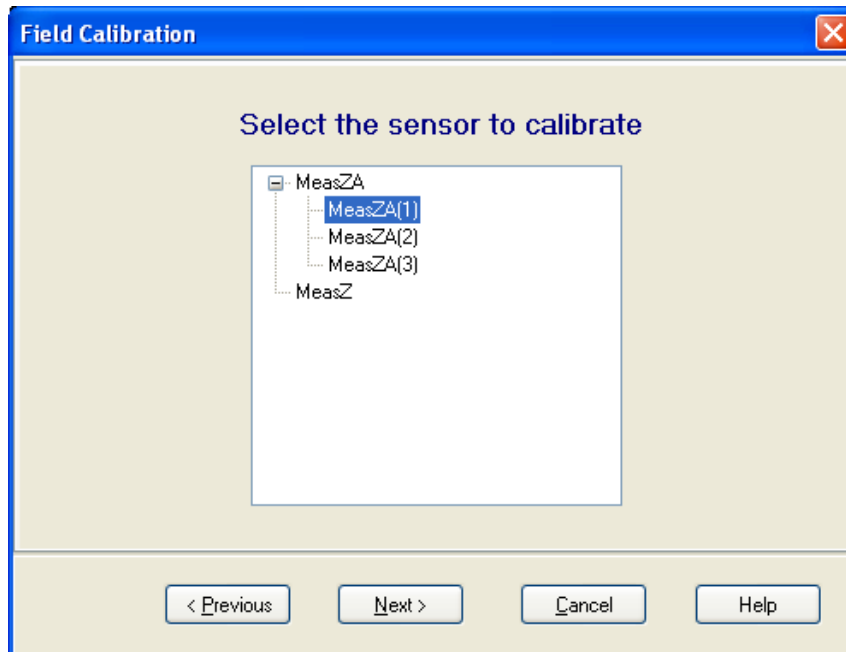 Field Calibration
Select the sensor to calibrate
MeasZA
MeasZA(1)
MeasZA(2)
MeasZA(3)
MeasZ
< Previous Next > Cancel Help